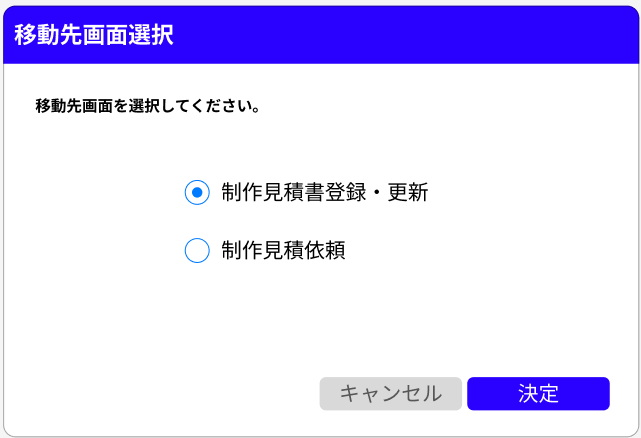 移動先画面選択
移動先画面を選択してください。
制作見積書登録・更新
制作見積依頼
キャンセル
決定